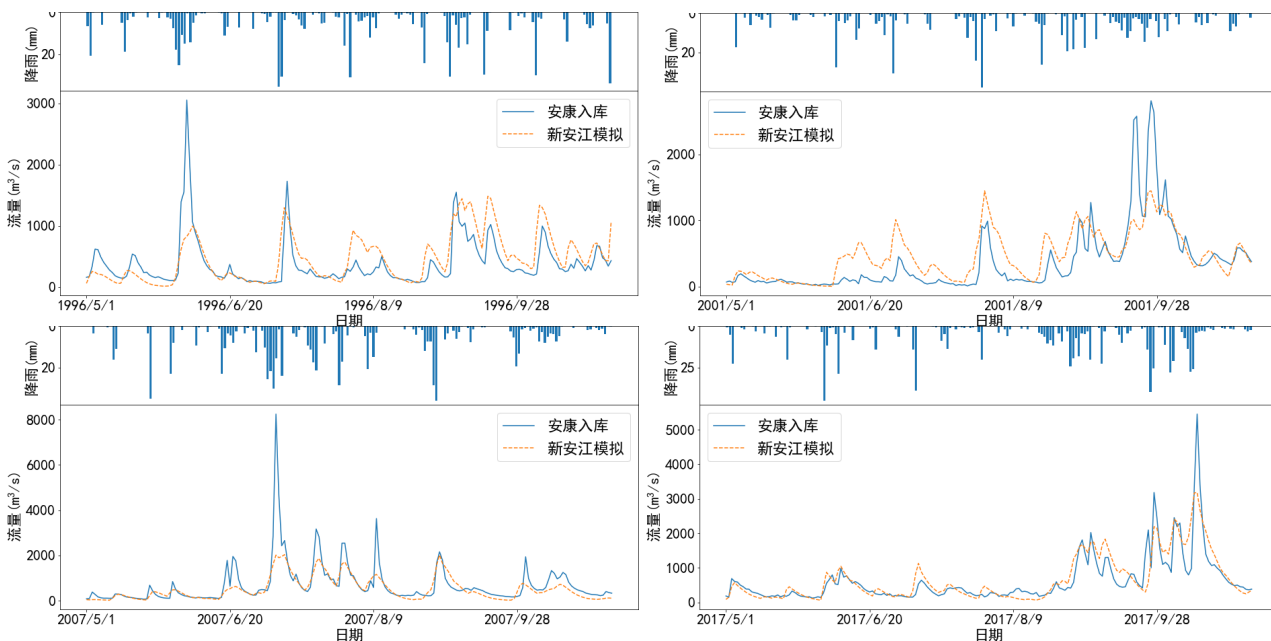 0
20
降雨(mm)
3000
2000
1000
0
流量(m³/s)
安康入库
新安江模拟
1996/5/1
1996/6/20
1996/8/9
1996/9/28
日期
0
20
降雨(mm)
2000
1000
0
流量(m³/s)
安康入库
新安江模拟
2001/5/1
2001/6/20
2001/8/9
2001/9/28
日期
0
20
降雨(mm)
8000
6000
4000
2000
0
流量(m³/s)
安康入库
新安江模拟
2007/5/1
2007/6/20
2007/8/9
2007/9/28
日期
0
25
降雨(mm)
5000
4000
3000
2000
1000
0
流量(m³/s)
安康入库
新安江模拟
2017/5/1
2017/6/20
2017/8/9
2017/9/28
日期